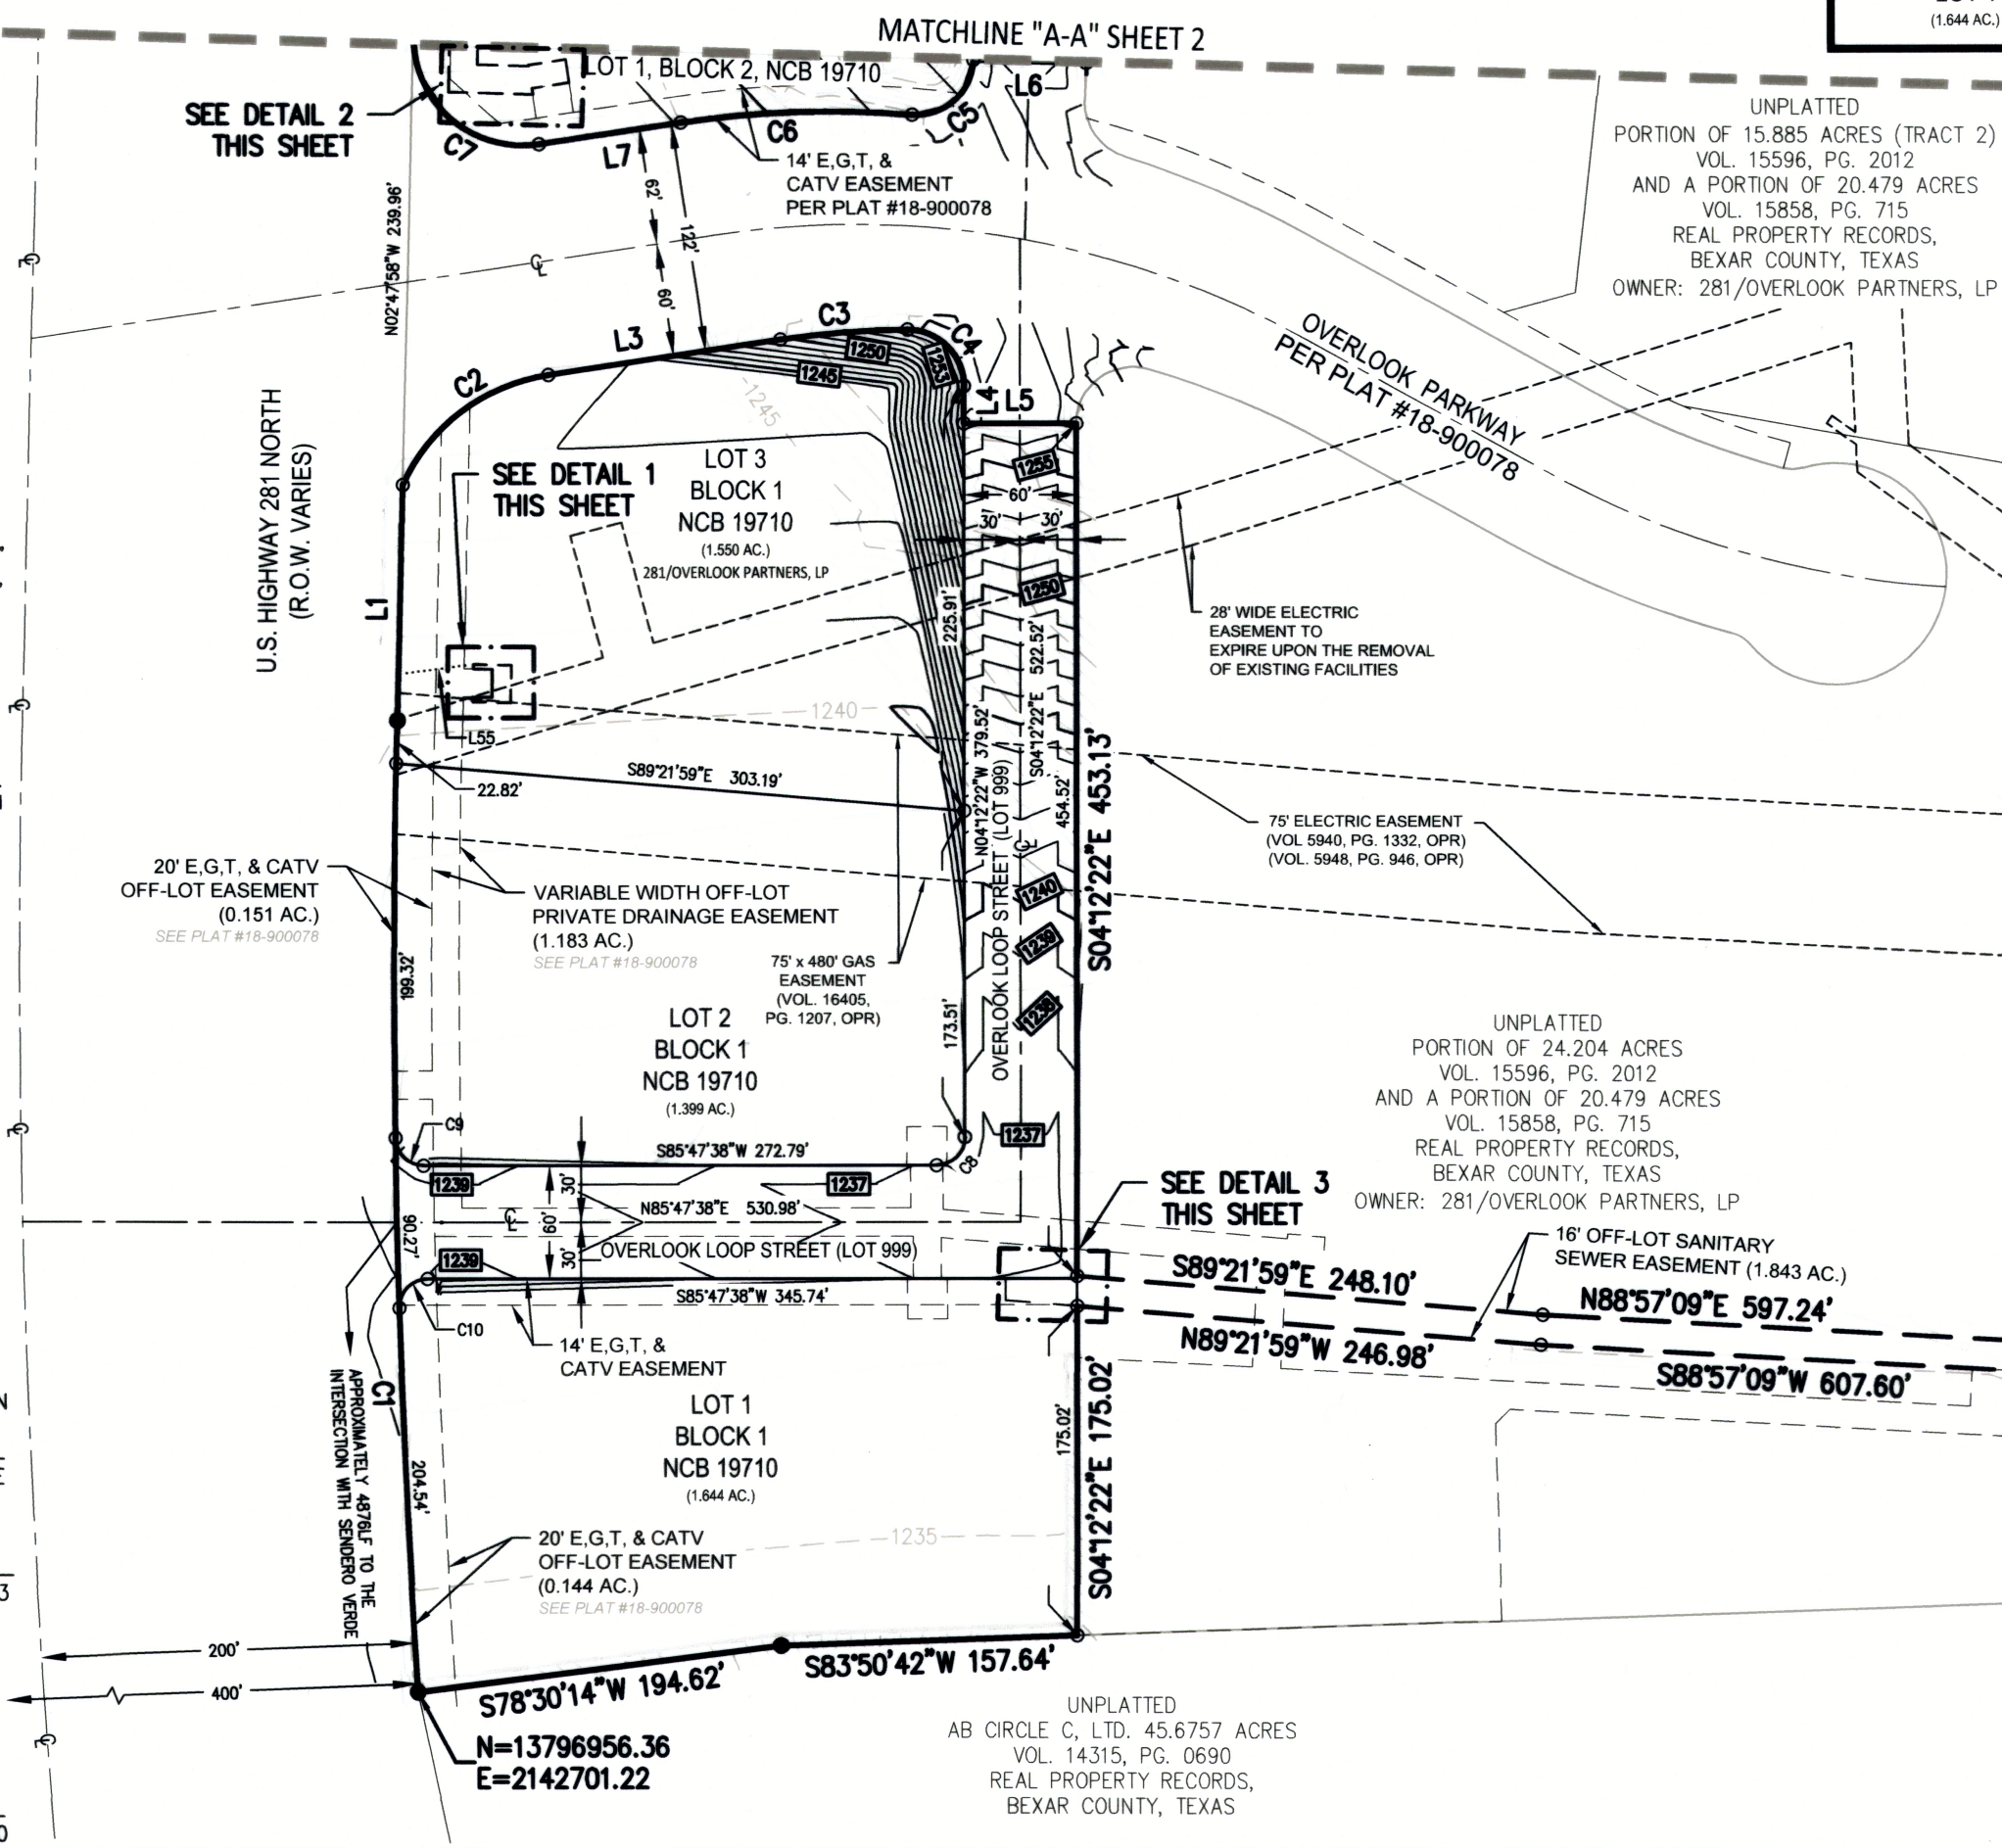 MATCHLINE "A-A" SHEET 2
(1.644 AC.)
LOT 1, BLOCK 2, NCB 19710
L6
SEE DETAIL 2
THIS SHEET
C7
L7
C6
C5
14' E,G,T, &
CATV EASEMENT
PER PLAT #18-900078
62'
122'
60'
N02°47'58"W 239.96'
UNPLATTED
PORTION OF 15.885 ACRES (TRACT 2)
VOL. 15596, PG. 2012
AND A PORTION OF 20.479 ACRES
VOL. 15858, PG. 715
REAL PROPERTY RECORDS,
BEXAR COUNTY, TEXAS
OWNER: 281/OVERLOOK PARTNERS, LP
OVERLOOK PARKWAY
PER PLAT #18-900078
C2
L3
C3
C4
1250
1245
1253
1245
L4
L5
U.S. HIGHWAY 281 NORTH
(R.O.W. VARIES)
SEE DETAIL 1
THIS SHEET
LOT 3
BLOCK 1
NCB 19710
(1.550 AC.)
281/OVERLOOK PARTNERS, LP
1255
60'
30'
30'
1250
L1
225.91'
28' WIDE ELECTRIC
EASEMENT TO
EXPIRE UPON THE REMOVAL
OF EXISTING FACILITIES
1240
L55
S89°21'59"E 303.19'
22.82'
N04°12'22"W 379.52'
S04°12'22"E 522.52'
454.52'
S04°12'22"E 453.13'
OVERLOOK LOOP STREET (LOT 999)
75' ELECTRIC EASEMENT
(VOL 5940, PG. 1332, OPR)
(VOL. 5948, PG. 946, OPR)
20' E,G,T, & CATV
OFF-LOT EASEMENT
(0.151 AC.)
SEE PLAT #18-900078
VARIABLE WIDTH OFF-LOT
PRIVATE DRAINAGE EASEMENT
(1.183 AC.)
SEE PLAT #18-900078
75' x 480' GAS
EASEMENT
(VOL. 16405,
PG. 1207, OPR)
1240
1239
1238
199.32'
173.51'
LOT 2
BLOCK 1
NCB 19710
(1.399 AC.)
UNPLATTED
PORTION OF 24.204 ACRES
VOL. 15596, PG. 2012
AND A PORTION OF 20.479 ACRES
VOL. 15858, PG. 715
REAL PROPERTY RECORDS,
BEXAR COUNTY, TEXAS
OWNER: 281/OVERLOOK PARTNERS, LP
C9
S85°47'38"W 272.79'
C8
1237
1239
30'
1237
N85°47'38"E 530.98'
60'
90.27'
SEE DETAIL 3
THIS SHEET
1239
30'
OVERLOOK LOOP STREET (LOT 999)
S85°47'38"W 345.74'
C10
14' E,G,T, &
CATV EASEMENT
16' OFF-LOT SANITARY
SEWER EASEMENT (1.843 AC.)
S89°21'59"E 248.10'
N88°57'09"E 597.24'
N89°21'59"W 246.98'
S88°57'09"W 607.60'
C1
APPROXIMATELY 4876LF TO THE
INTERSECTION WITH SENDERO VERDE
LOT 1
BLOCK 1
NCB 19710
(1.644 AC.)
175.02'
S04°12'22"E 175.02'
204.54'
1235
20' E,G,T, & CATV
OFF-LOT EASEMENT
(0.144 AC.)
SEE PLAT #18-900078
200'
400'
S78°30'14"W 194.62'
S83°50'42"W 157.64'
N=13796956.36
E=2142701.22
UNPLATTED
AB CIRCLE C, LTD. 45.6757 ACRES
VOL. 14315, PG. 0690
REAL PROPERTY RECORDS,
BEXAR COUNTY, TEXAS